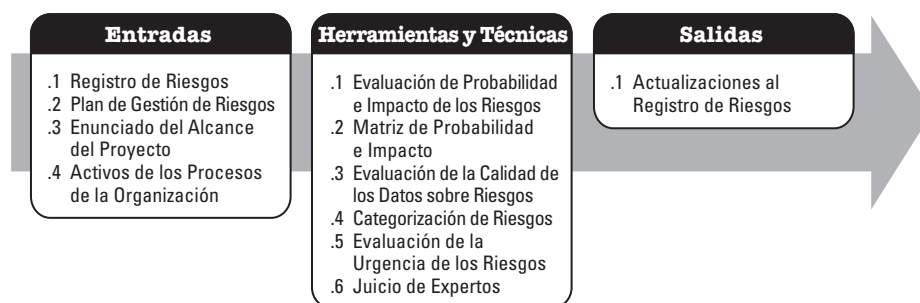 Entradas
.1 Registro de Riesgos
.2 Plan de Gestión de Riesgos
.3 Enunciado del Alcance
del Proyecto
.4 Activos de los Procesos
de la Organización
Herramientas y Técnicas
.1 Evaluación de Probabilidad
e Impacto de los Riesgos
.2 Matriz de Probabilidad
e Impacto
.3 Evaluación de la Calidad de
los Datos sobre Riesgos
.4 Categorización de Riesgos
.5 Evaluación de la
Urgencia de los Riesgos
.6 Juicio de Expertos
Salidas
.1 Actualizaciones al
Registro de Riesgos